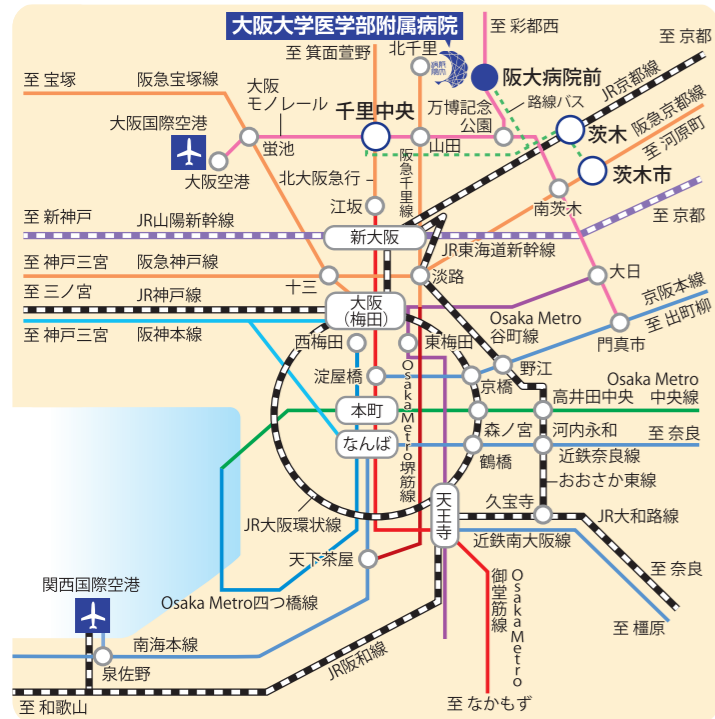 大阪大学医学部附属病院
至 彩都西
至 箕面萱野
北千里
至 京都
至 宝塚
阪急宝塚線
大阪
モノレール
千里中央
阪大病院前
万博記念
公園
路線バス
JR京都線
阪急京都線
至 河原町
大阪国際空港
蛍池
山田
茨木
茨木市
大阪空港
北大阪急行
阪急千里線
南茨木
江坂
至 新神戸
JR山陽新幹線
新大阪
至 京都
JR東海道新幹線
至 神戸三宮
阪急神戸線
十三
淡路
大日
京阪本線
至 出町柳
至 三ノ宮
JR神戸線
大阪
(梅田)
Osaka Metro
谷町線
至 神戸三宮
阪神本線
西梅田
東梅田
門真市
野江
淀屋橋
京橋
Osaka Metro堺筋線
Osaka Metro
中央線
高井田中央
本町
森ノ宮
河内永和
至 奈良
なんば
鶴橋
近鉄奈良線
おおさか東線
天王寺
久宝寺
JR大和路線
JR大阪環状線
近鉄南大阪線
天下茶屋
至 奈良
関西国際空港
Osaka Metro四つ橋線
御堂筋線
Osaka Metro
至 橿原
南海本線
泉佐野
JR阪和線
至 和歌山
至 なかもず